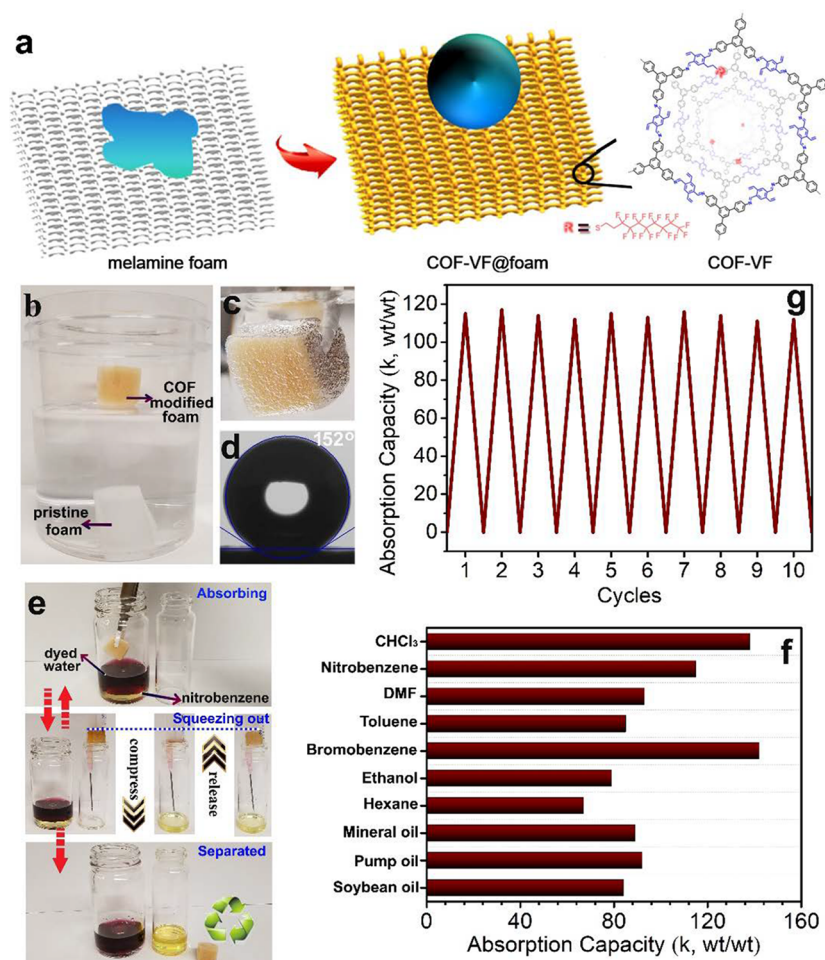 a
melamine foam
COF-VF@foam
R = S F F F F F F F F F F F F F F F F F
COF-VF
b
COF
modified
foam
pristine
foam
c
d
152°
g
Absorption Capacity (k, wt/wt)
120
100
80
60
40
20
0
1 2 3 4 5 6 7 8 9 10
Cycles
e
Absorbing
dyed
water
nitrobenzene
Squeezing out
compress
release
Separated
f
CHCl₃
Nitrobenzene
DMF
Toluene
Bromobenzene
Ethanol
Hexane
Mineral oil
Pump oil
Soybean oil
0 40 80 120 160
Absorption Capacity (k, wt/wt)